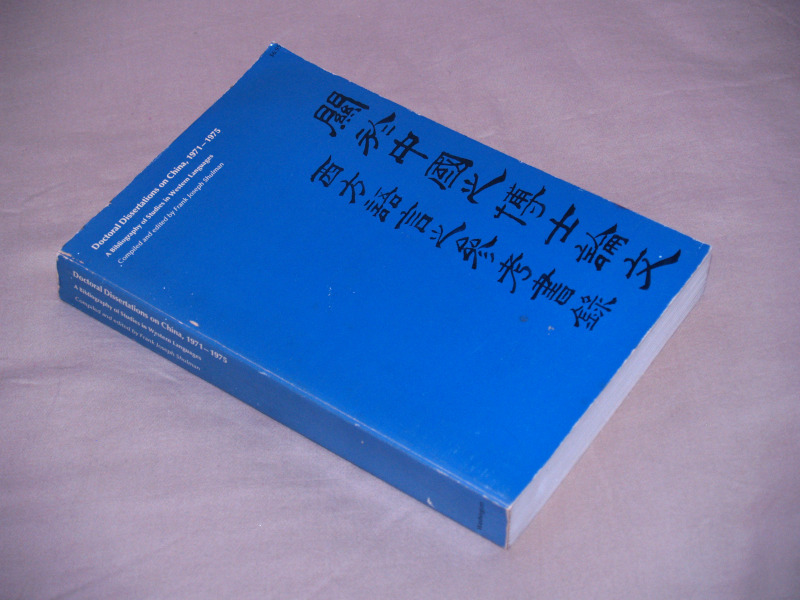 Doctoral Dissertations on China, 1971–1975
A Bibliography of Studies in Western Languages
Compiled and edited by Frank Joseph Shulman
關於中國之博士論文
西方語言之參考書錄
Doctoral Dissertations on China, 1971–1975
A Bibliography of Studies in Western Languages
Compiled and edited by Frank Joseph Shulman